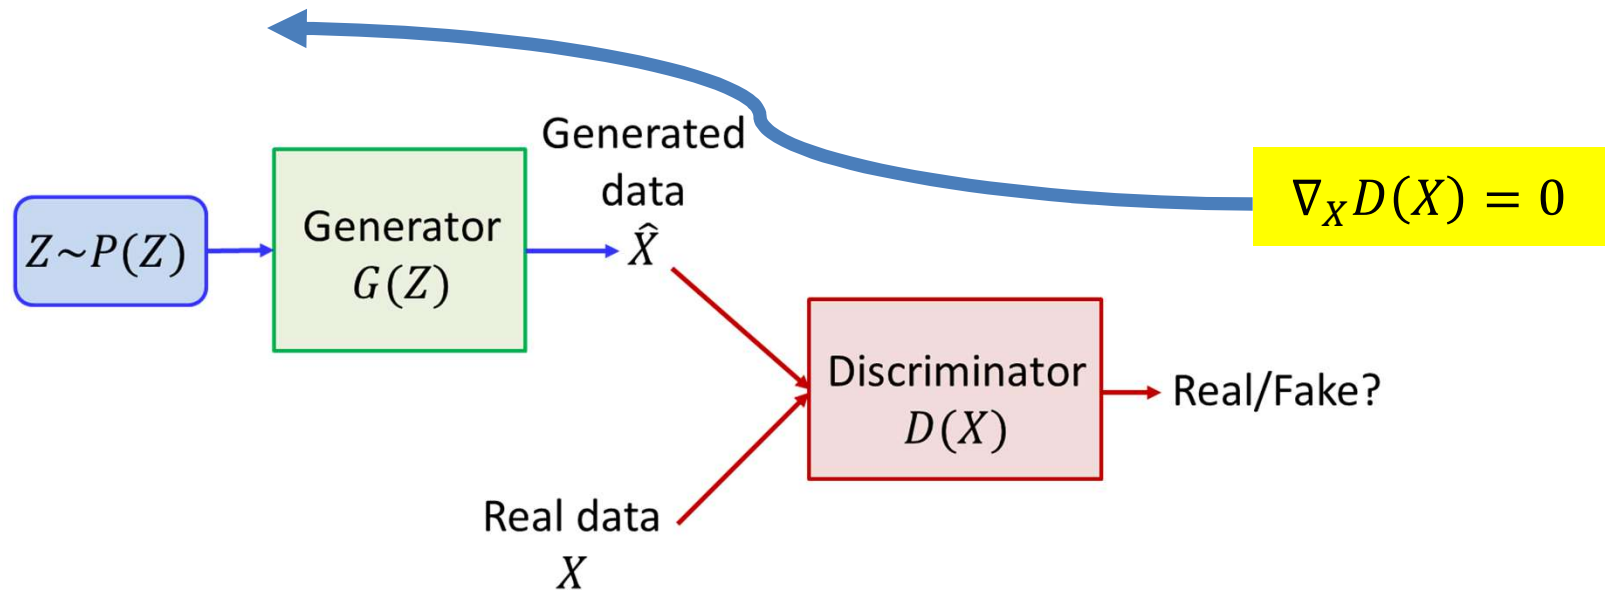 Z~P(Z)
Generator
G(Z)
Generated
data
X̂
∇_X D(X) = 0
Discriminator
D(X)
Real/Fake?
Real data
X